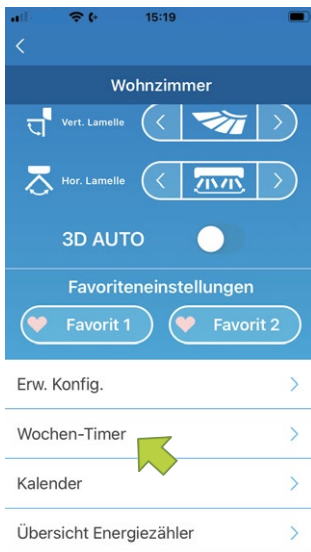 15:19
Wohnzimmer
Vert. Lamelle
Hor. Lamelle
3D AUTO
Favoriteneinstellungen
Favorit 1 Favorit 2
Erw. Konfig.
Wochen-Timer
Kalender
Übersicht Energiezähler